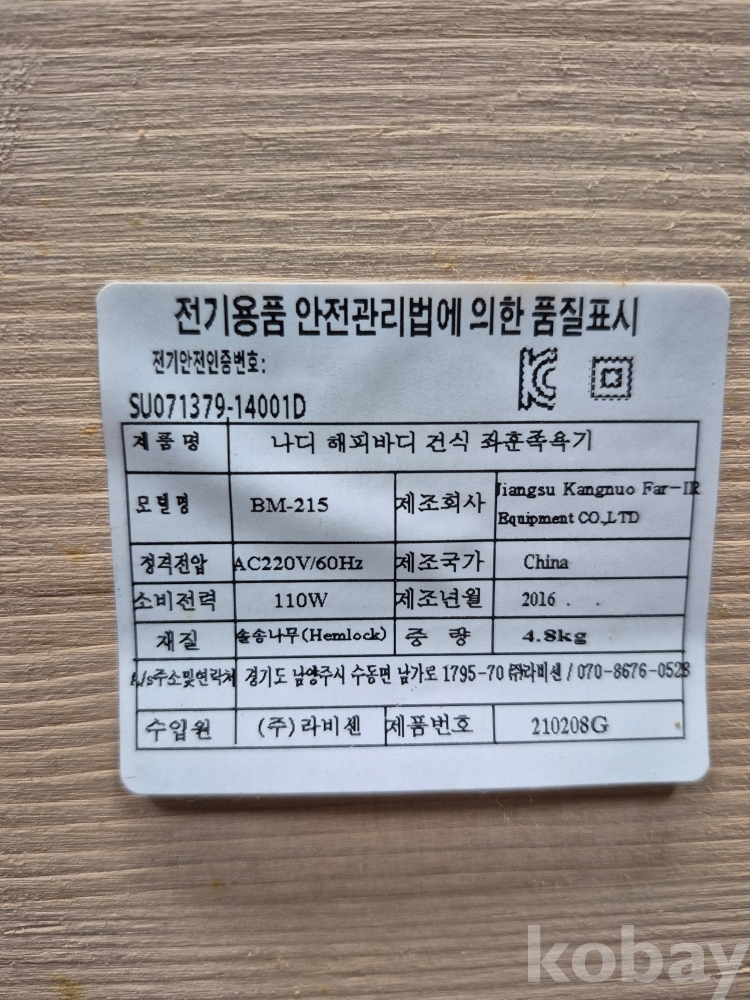 전기용품 안전관리법에 의한 품질표시
전기안전인증번호:
SU071379-14001D
제품명 나디 해피바디 건식 좌훈족욕기
모델명 BM-215 제조회사 Jiangsu Kangnuo Far-IR Equipment CO.,LTD
정격전압 AC220V/60Hz 제조국가 China
소비전력 110W 제조년월 2016 . .
재질 솔송나무(Hemlock) 중 량 4.8kg
A/s주소및연락처 경기도 남양주시 수동면 남가로 1795-70 ㈜라비센 / 070-8676-0528
수입원 (주)라비센 제품번호 210208G
kobay